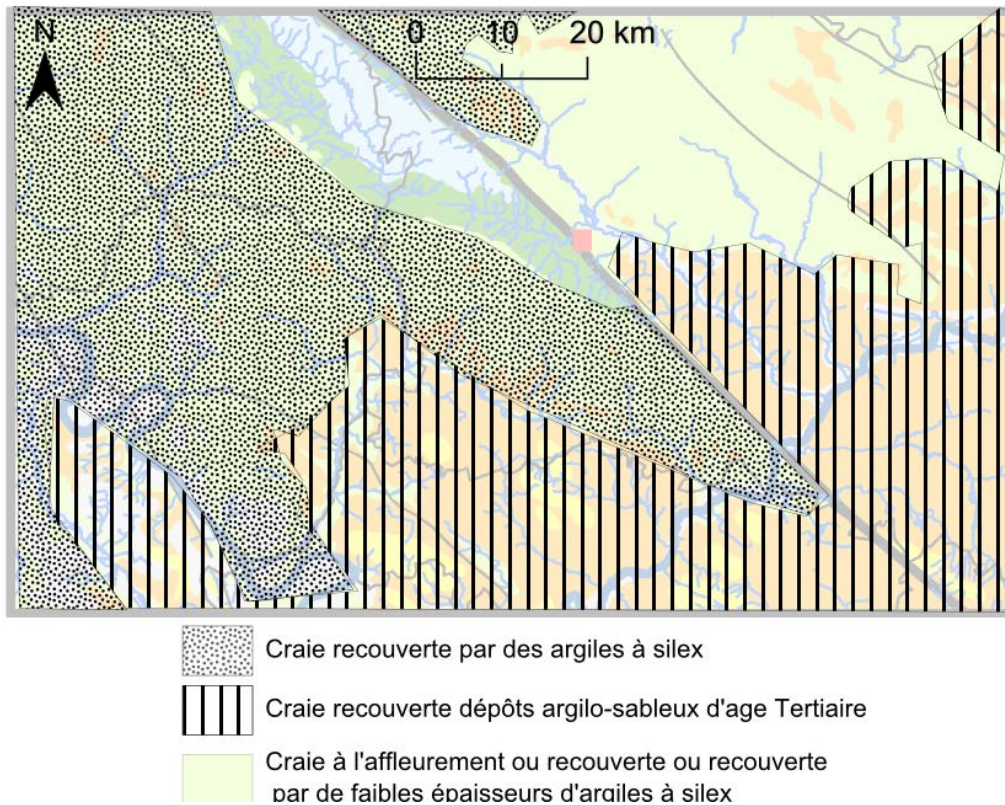 N
0 10 20 km
Craie recouverte par des argiles à silex
Craie recouverte dépôts argilo-sableux d'age Tertiaire
Craie à l'affleurement ou recouverte ou recouverte
par de faibles épaisseurs d'argiles à silex